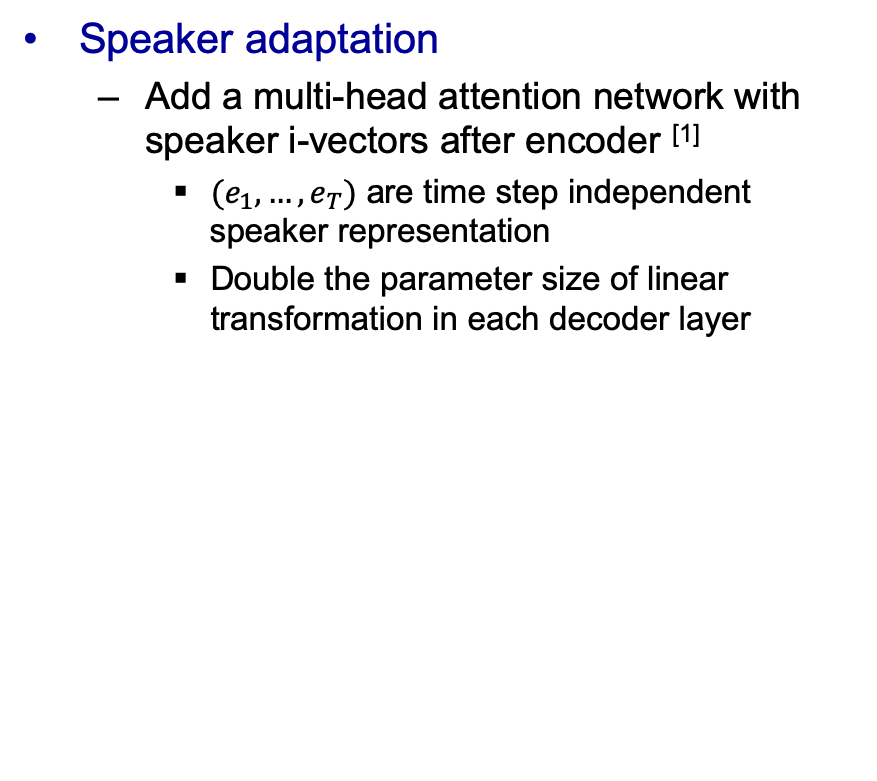 • Speaker adaptation
– Add a multi-head attention network with
speaker i-vectors after encoder [1]
▪ (e₁, … , e_T) are time step independent
speaker representation
▪ Double the parameter size of linear
transformation in each decoder layer